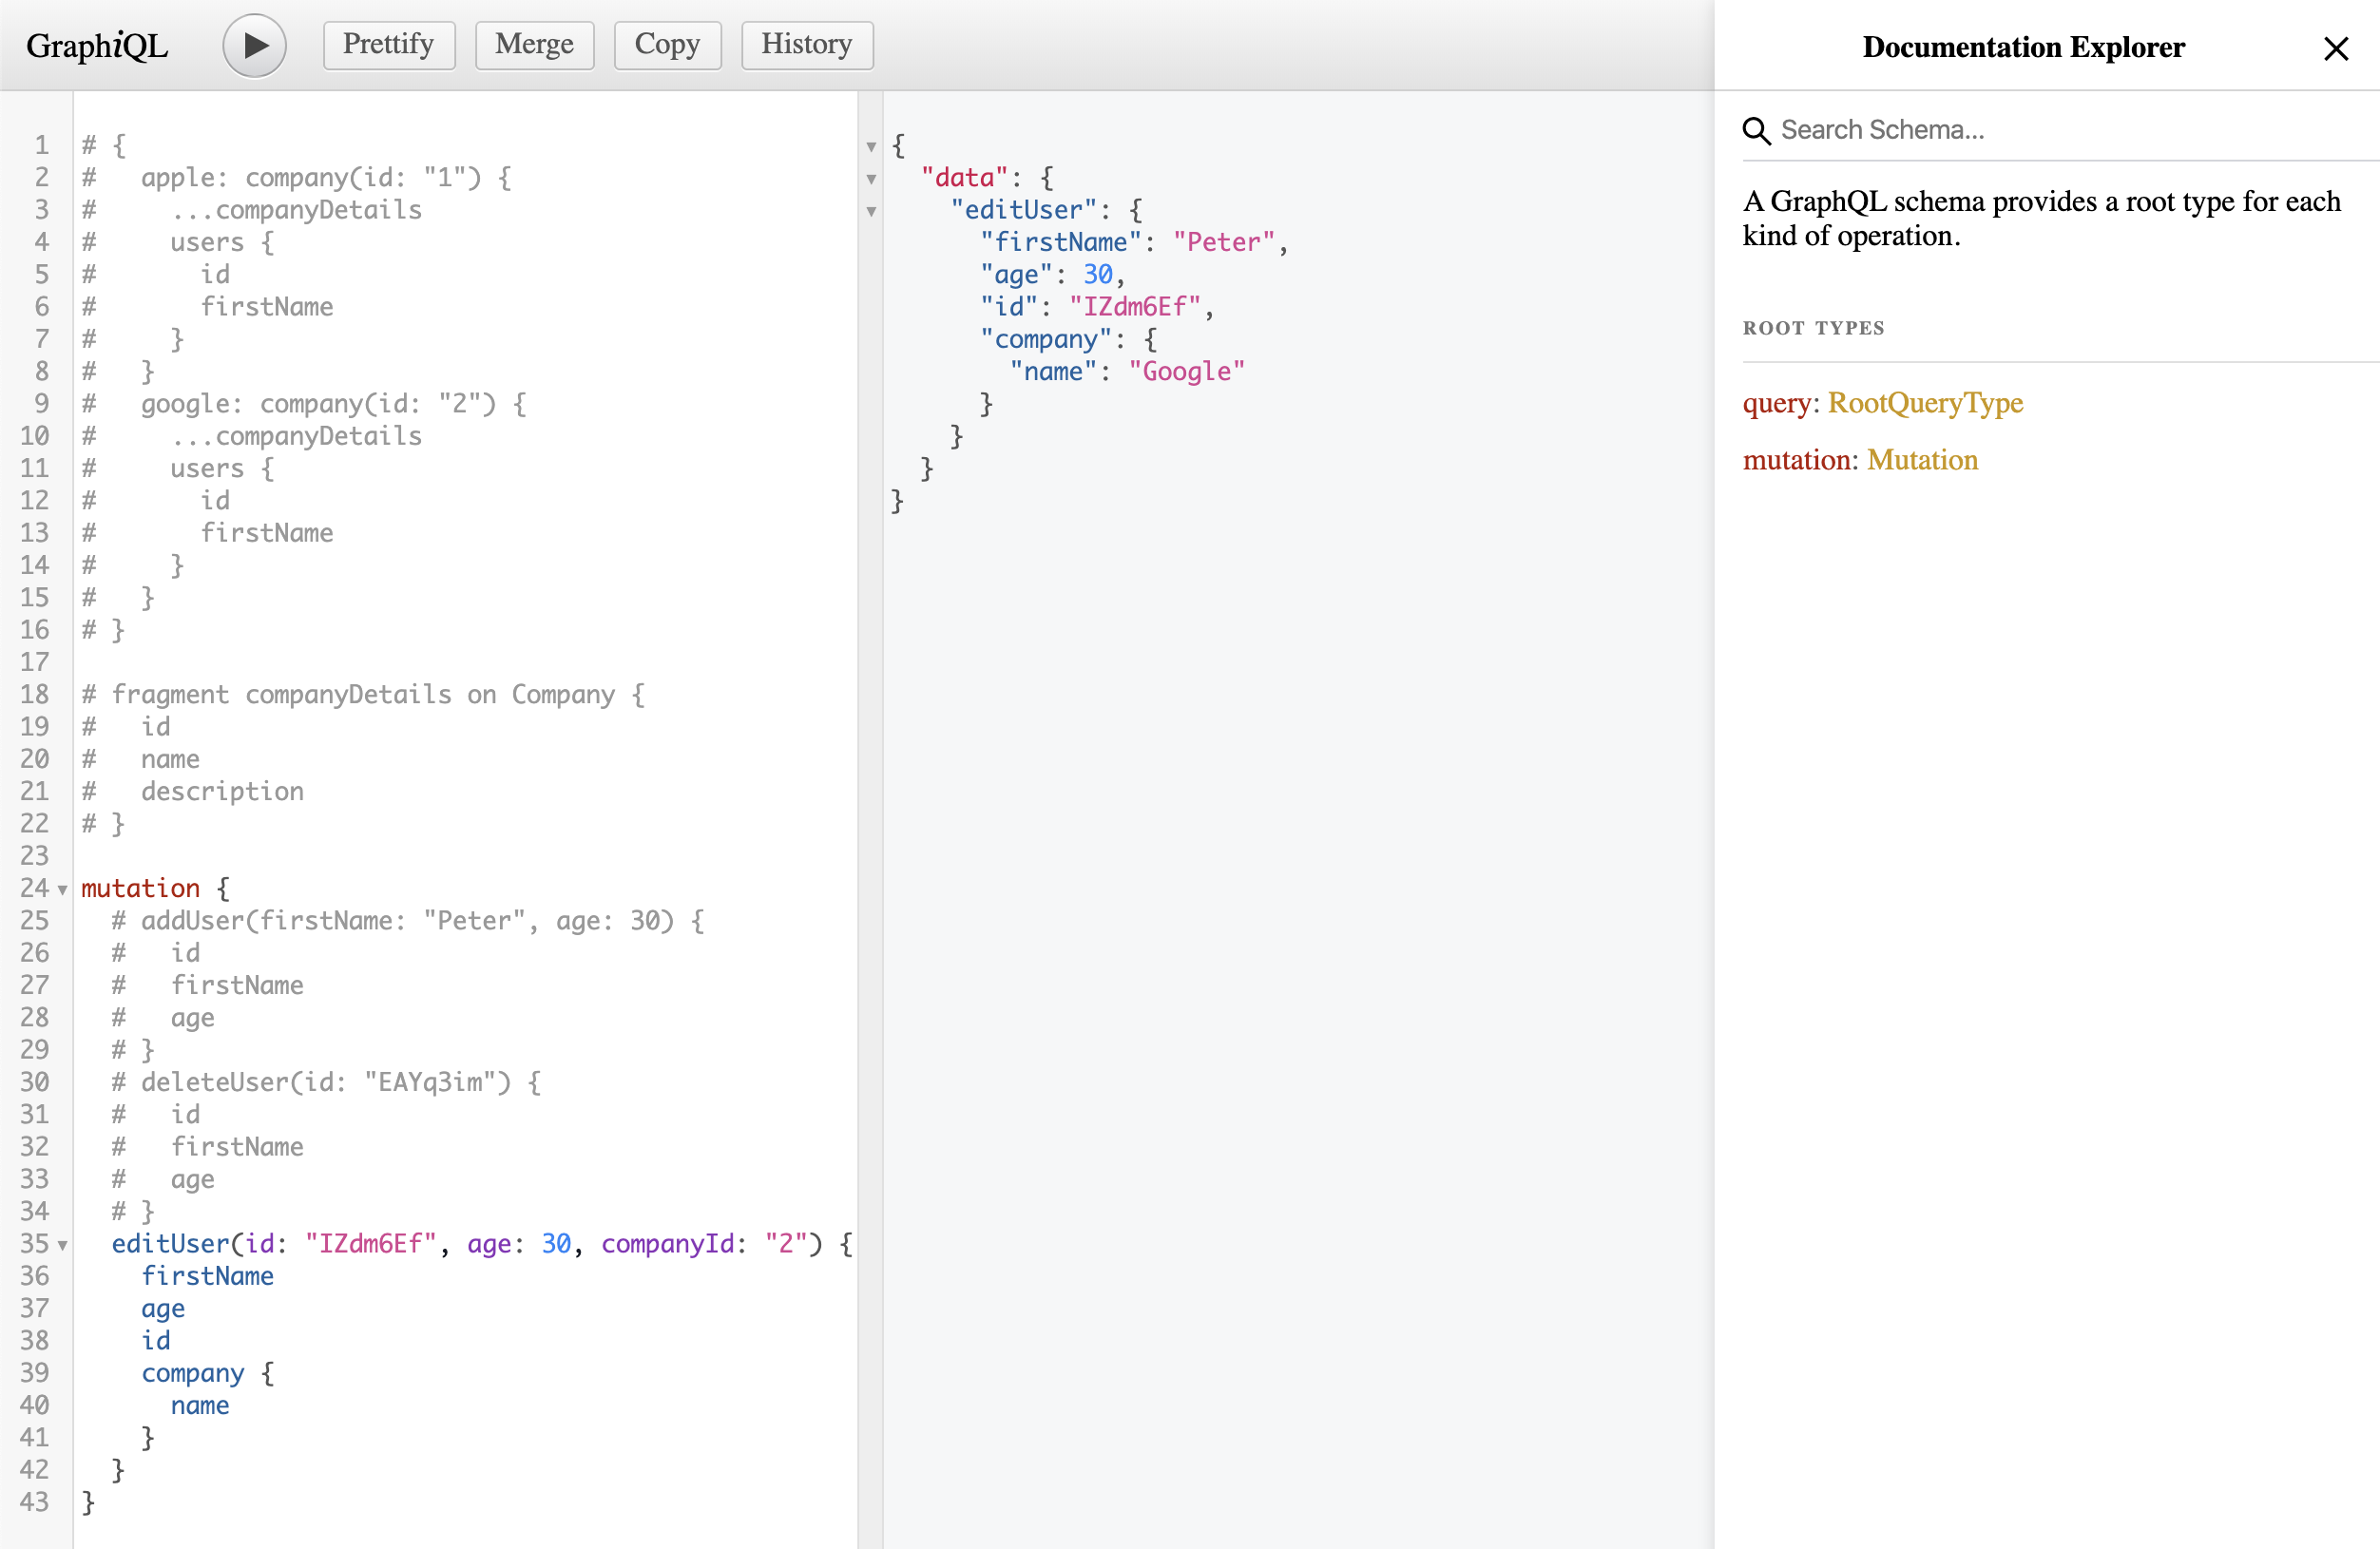 GraphiQL Prettify Merge Copy History
1 # {
2 #   apple: company(id: "1") {
3 #     ...companyDetails
4 #     users {
5 #       id
6 #       firstName
7 #     }
8 #   }
9 #   google: company(id: "2") {
10 #     ...companyDetails
11 #     users {
12 #       id
13 #       firstName
14 #     }
15 #   }
16 # }
17
18 # fragment companyDetails on Company {
19 #   id
20 #   name
21 #   description
22 # }
23
24 mutation {
25   # addUser(firstName: "Peter", age: 30) {
26   #   id
27   #   firstName
28   #   age
29   # }
30   # deleteUser(id: "EAYq3im") {
31   #   id
32   #   firstName
33   #   age
34   # }
35   editUser(id: "IZdm6Ef", age: 30, companyId: "2") {
36     firstName
37     age
38     id
39     company {
40       name
41     }
42   }
43 }
{
  "data": {
    "editUser": {
      "firstName": "Peter",
      "age": 30,
      "id": "IZdm6Ef",
      "company": {
        "name": "Google"
      }
    }
  }
}
Documentation Explorer
Search Schema...
A GraphQL schema provides a root type for each
kind of operation.
ROOT TYPES
query: RootQueryType
mutation: Mutation